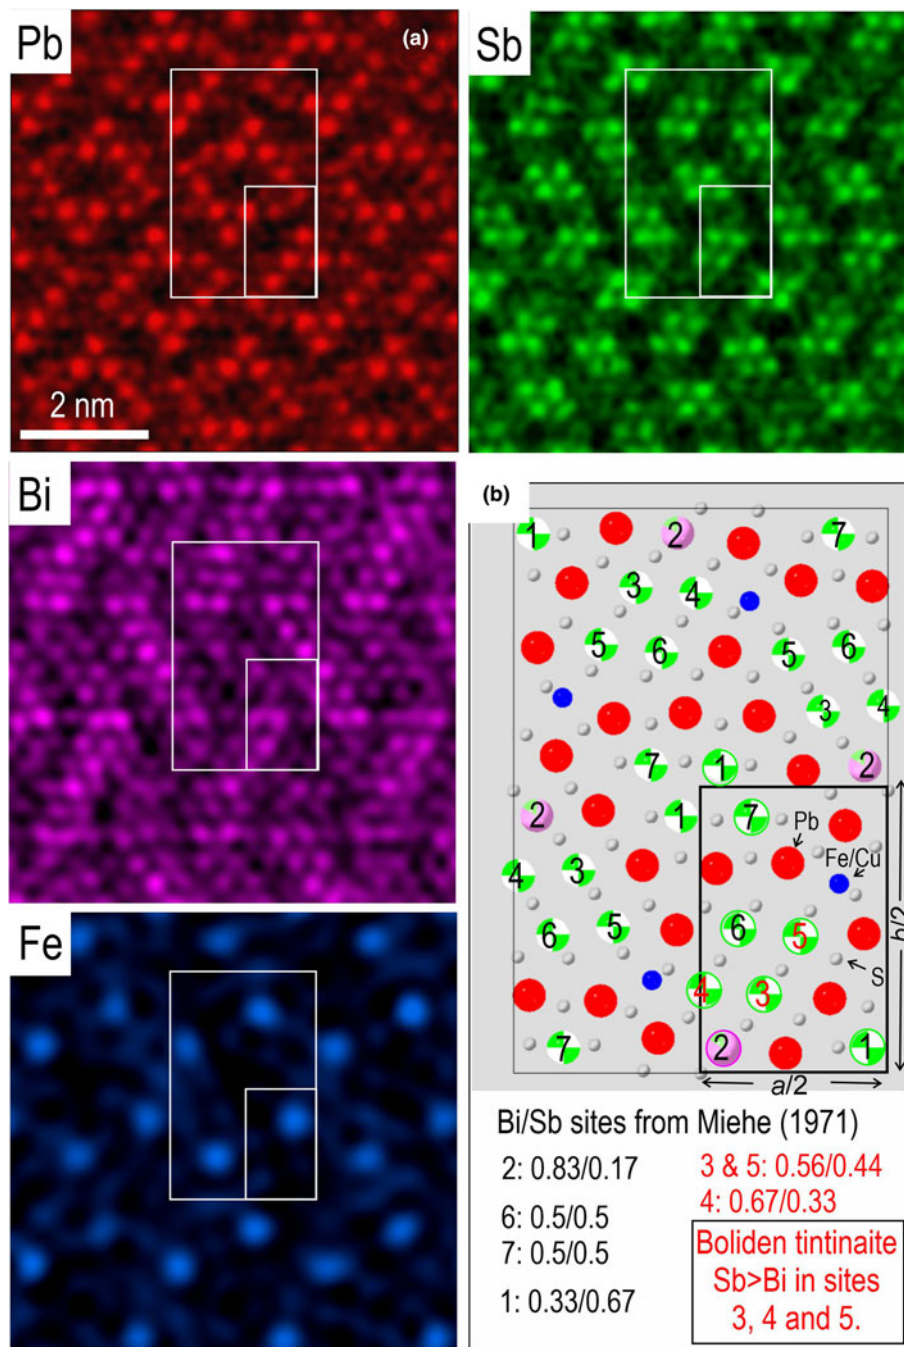 Pb
(a)
2 nm
Sb
Bi
Fe
(b)
1
2
7
3
4
5
6
5
6
3
4
7
1
2
2
1
7
Pb
Fe/Cu
4
3
6
5
6
5
S
b/2
4
3
7
2
1
a/2
Bi/Sb sites from Miehe (1971)
2: 0.83/0.17
6: 0.5/0.5
7: 0.5/0.5
1: 0.33/0.67
3 & 5: 0.56/0.44
4: 0.67/0.33
Boliden tintinaite
Sb>Bi in sites
3, 4 and 5.